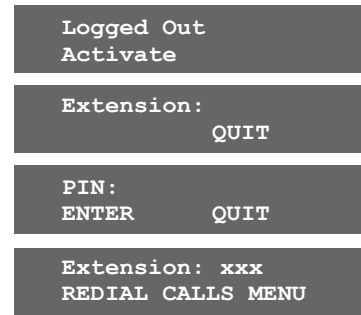 Logged Out
Activate
Extension:
QUIT
PIN:
ENTER QUIT
Extension: xxx
REDIAL CALLS MENU